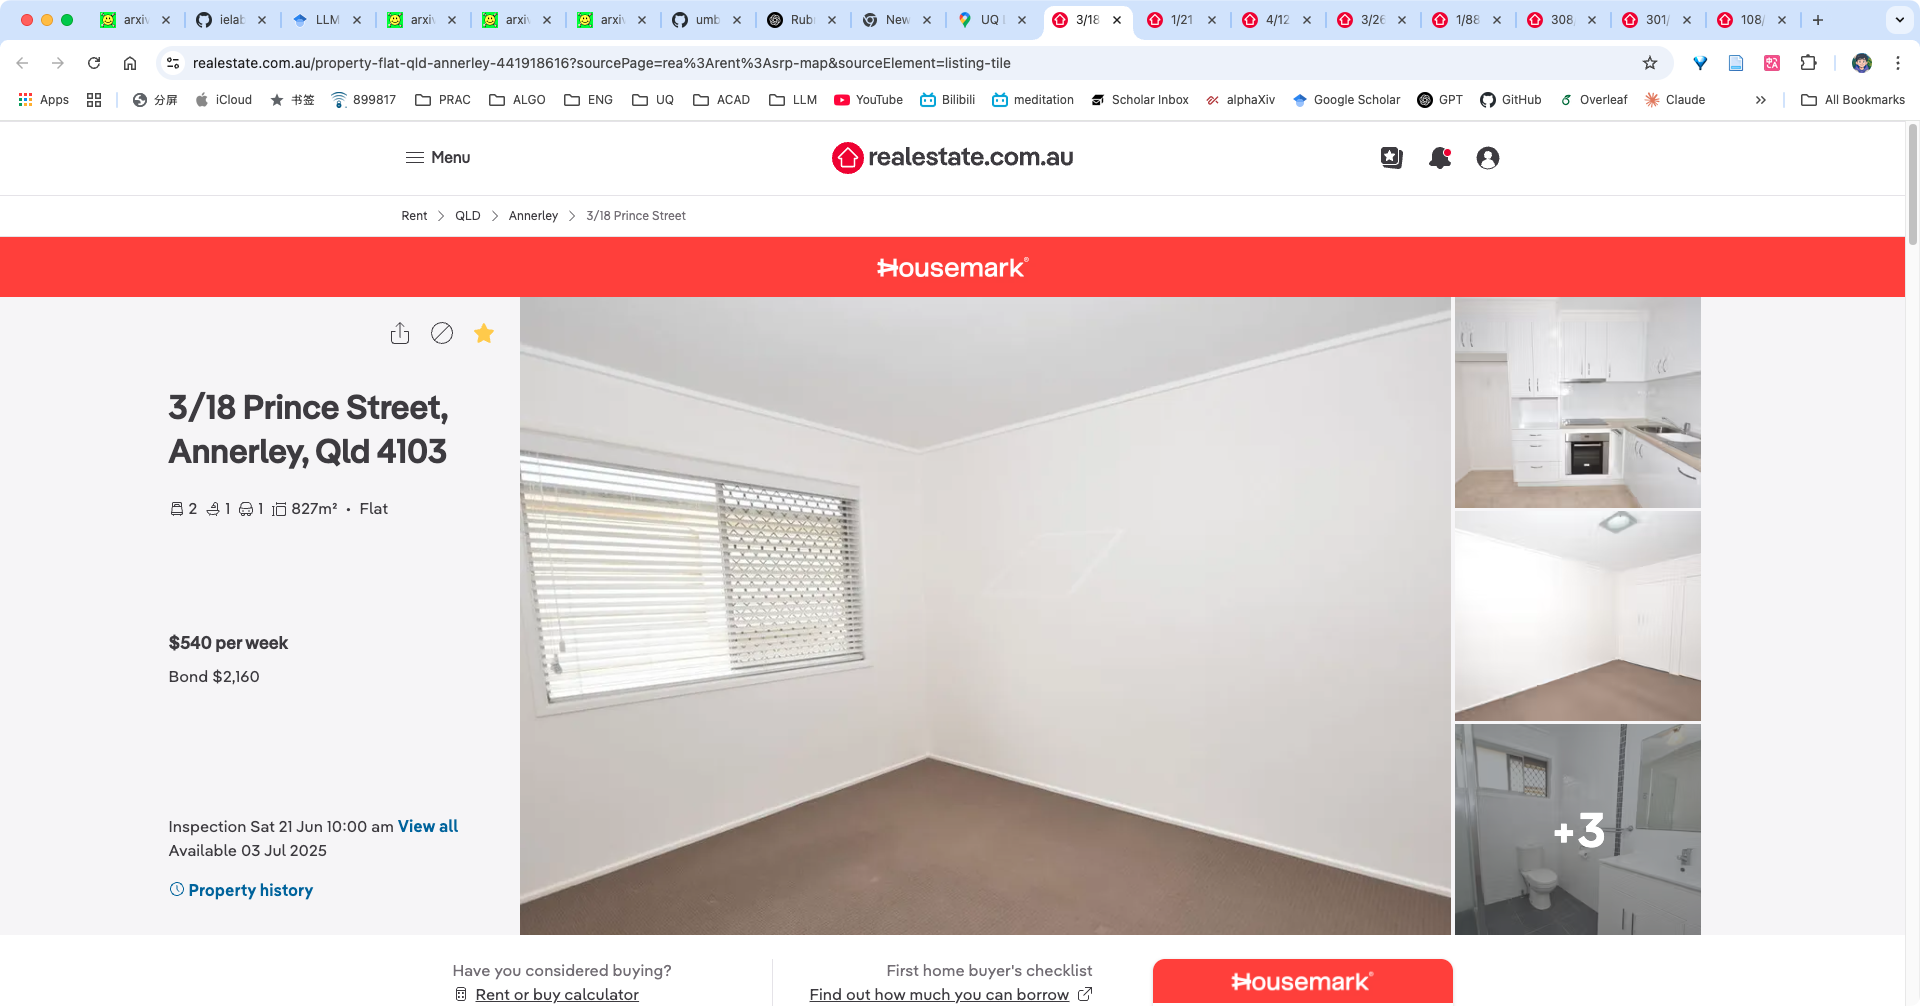 arxiv
ielab
LLM
arxiv
arxiv
arxiv
umb
Rubr
New
UQ
3/18
1/21
4/12
3/26
1/88
308/
301/
108/
realestate.com.au/property-flat-qld-annerley-441918616?sourcePage=rea%3Arent%3Asrp-map&sourceElement=listing-tile
Apps 分屏 iCloud 书签 899817 PRAC ALGO ENG UQ ACAD LLM YouTube Bilibili meditation Scholar Inbox alphaXiv Google Scholar GPT GitHub Overleaf Claude » All Bookmarks
Menu
realestate.com.au
Rent > QLD > Annerley > 3/18 Prince Street
Housemark®
3/18 Prince Street,
Annerley, Qld 4103
2 1 1 827m² • Flat
$540 per week
Bond $2,160
Inspection Sat 21 Jun 10:00 am View all
Available 03 Jul 2025
Property history
+3
Have you considered buying?
Rent or buy calculator
First home buyer's checklist
Find out how much you can borrow
Housemark®